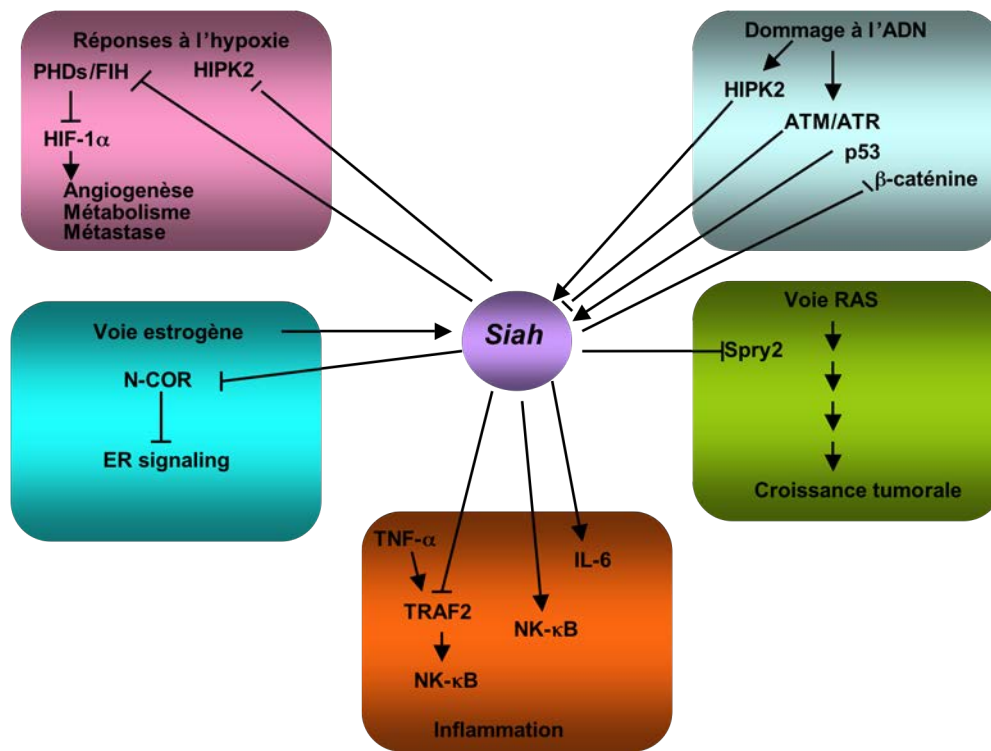 Réponses à l'hypoxie
PHDs/FIH
HIPK2
HIF-1α
Angiogenèse
Métabolisme
Métastase
Dommage à l'ADN
HIPK2
ATM/ATR
p53
β-caténine
Siah
Voie estrogène
N-COR
ER signaling
Voie RAS
Spry2
Croissance tumorale
TNF-α
IL-6
TRAF2
NK-κB
NK-κB
Inflammation